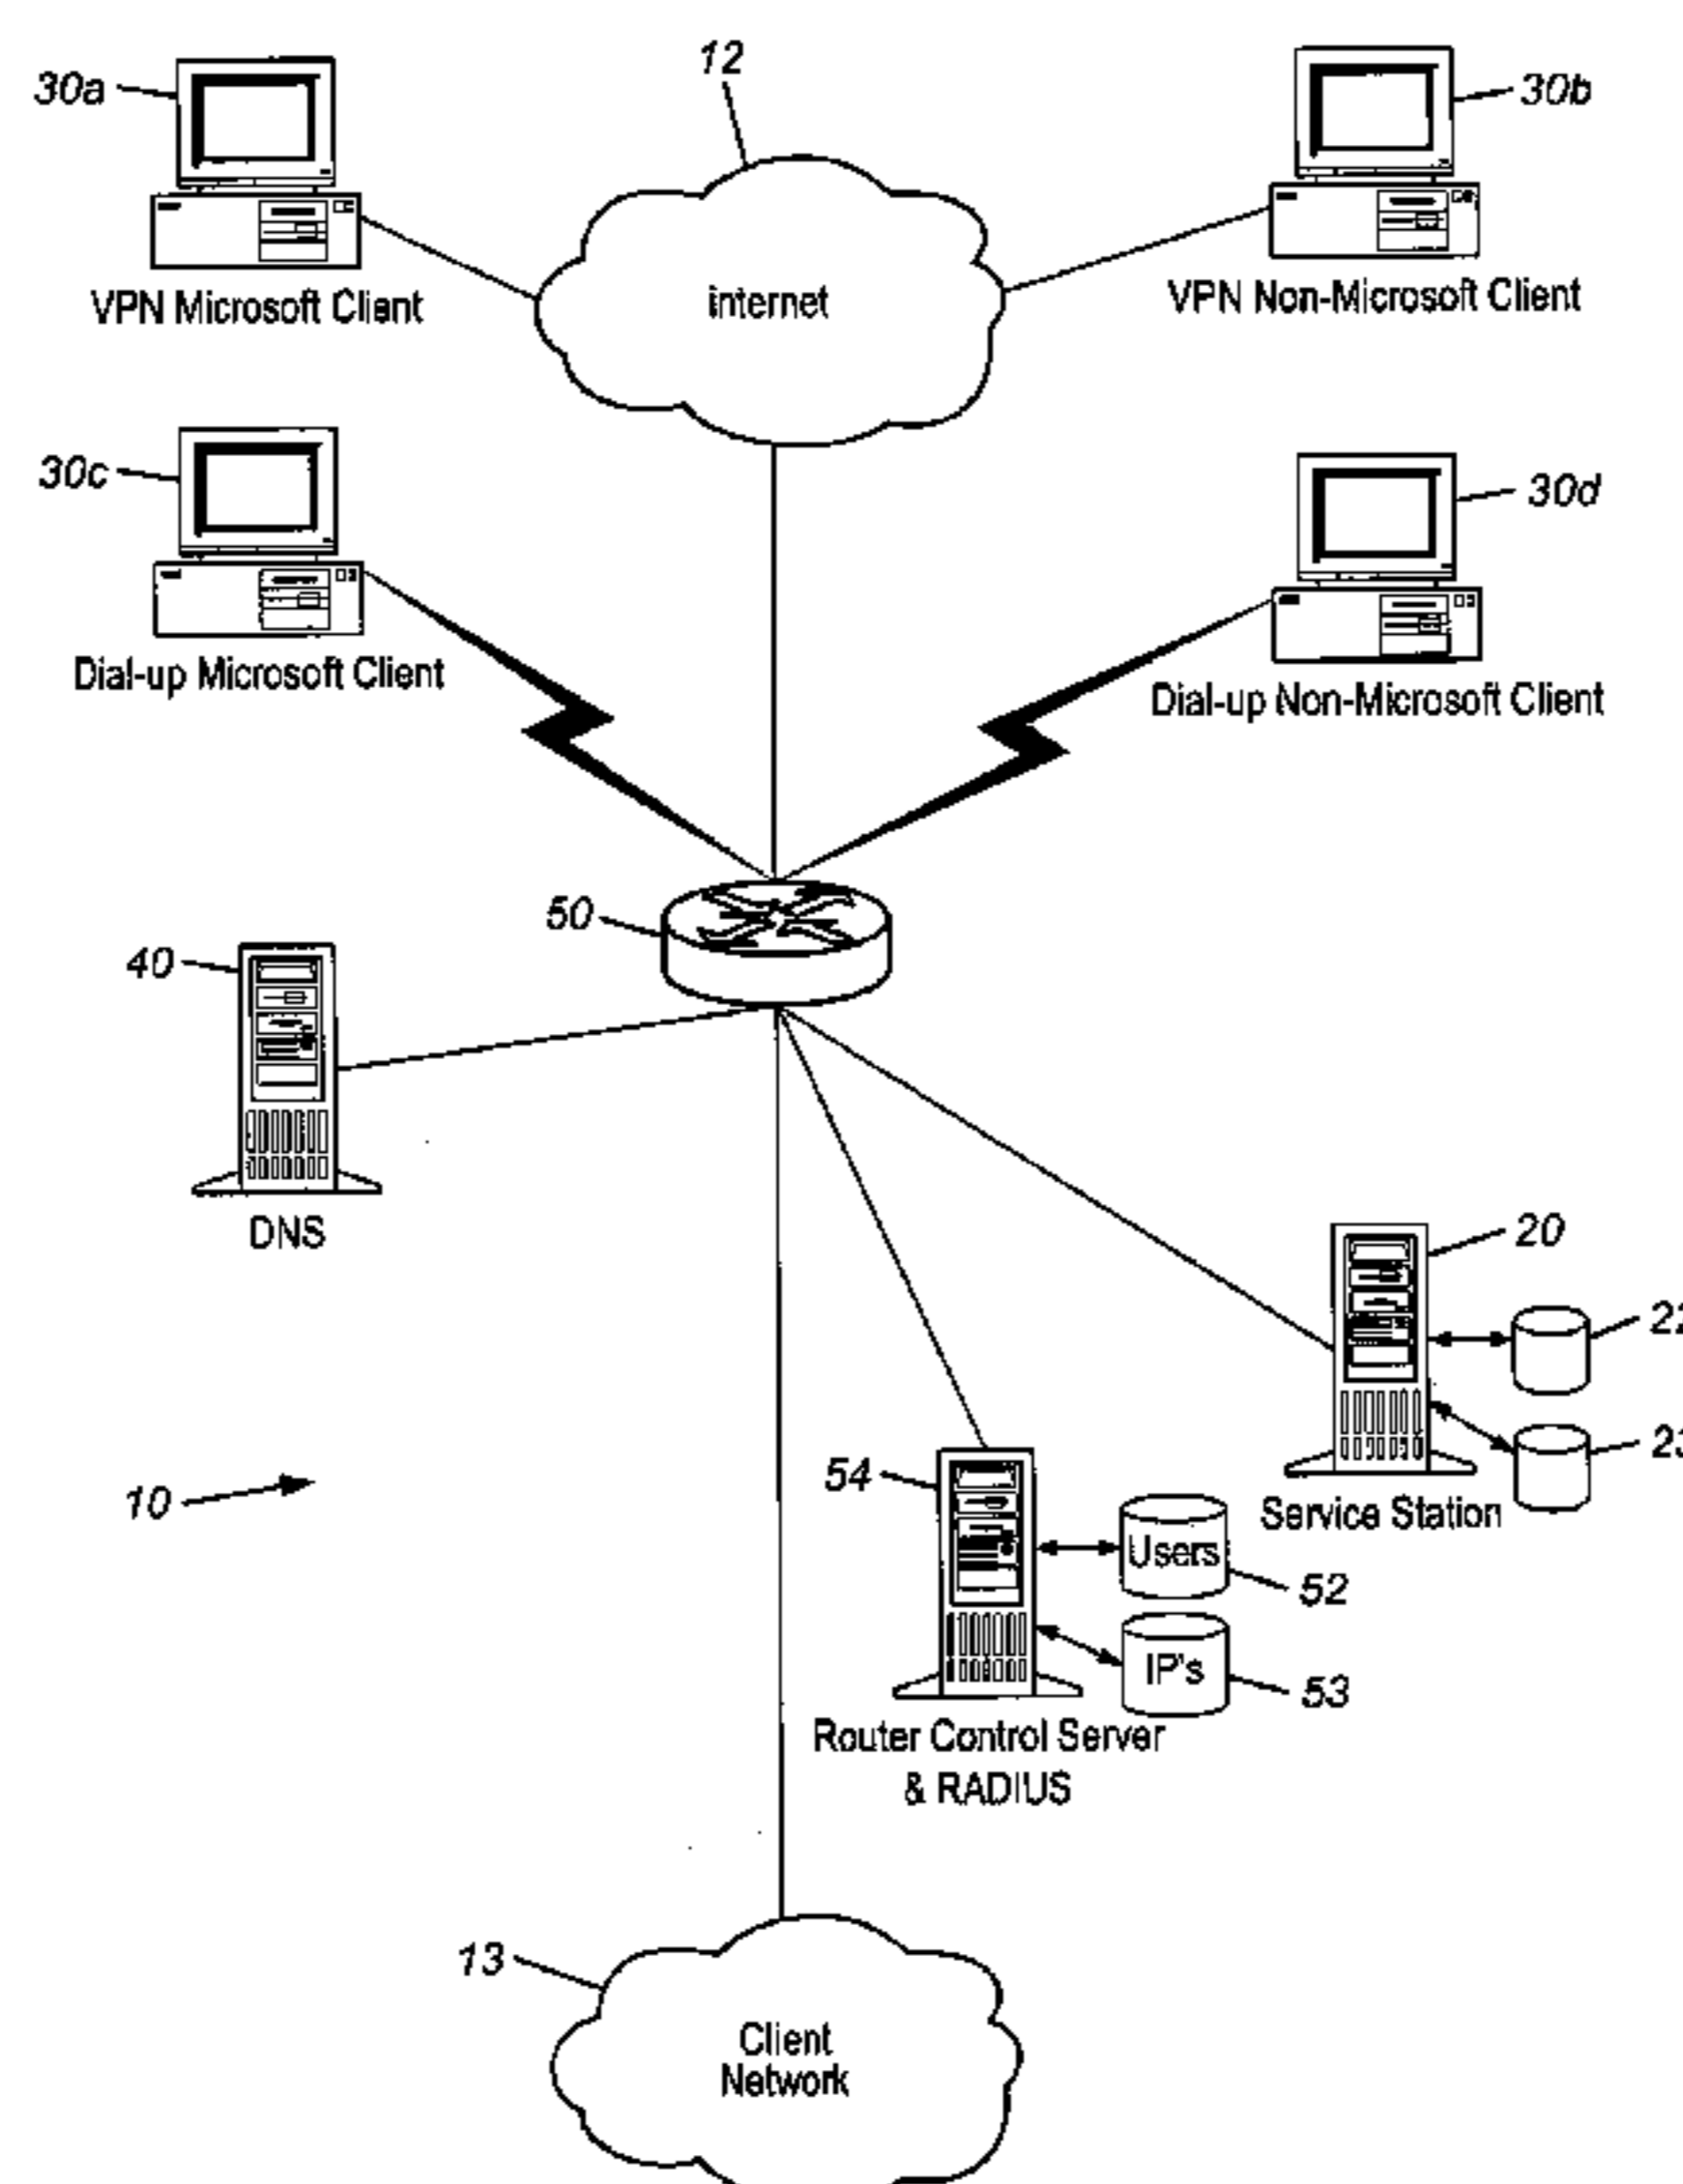 12
30a
30b
VPN Microsoft Client
internet
VPN Non-Microsoft Client
30c
30d
Dial-up Microsoft Client
Dial-up Non-Microsoft Client
50
40
DNS
20
22
10
54
Service Station
Users
52
IP's
53
Router Control Server
& RADIUS
13
Client
Network